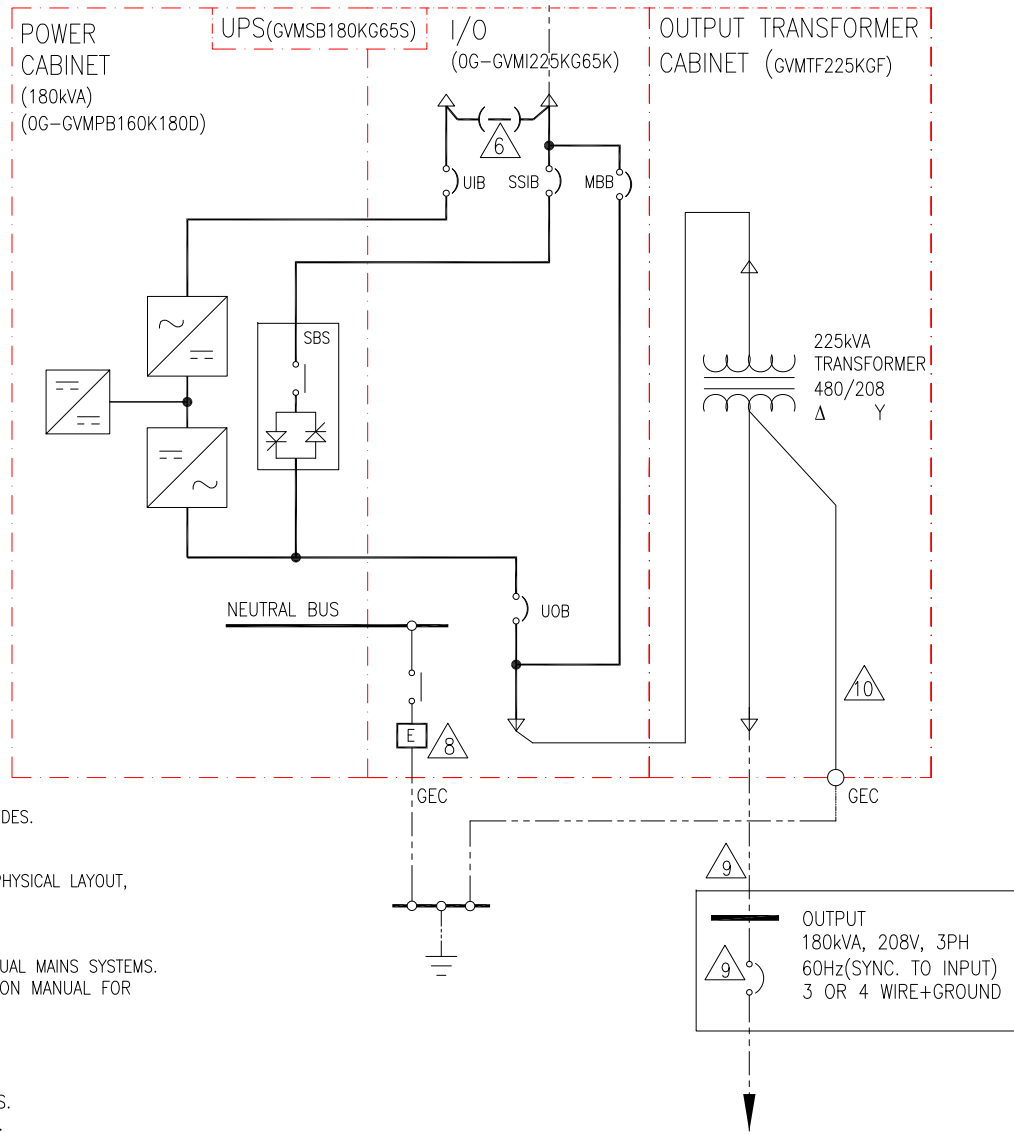 POWER
CABINET
(180kVA)
(0G-GVMPB160K180D)
UPS(GVMSB180KG65S)
I/O
(0G-GVMI225KG65K)
OUTPUT TRANSFORMER
CABINET (GVMTF225KGF)
6
UIB
SSIB
MBB
SBS
225kVA
TRANSFORMER
480/208
Δ Y
NEUTRAL BUS
UOB
E
8
10
GEC
GEC
DES.
PHYSICAL LAYOUT,
UAL MAINS SYSTEMS.
ON MANUAL FOR
S.
9
OUTPUT
180kVA, 208V, 3PH
9
60Hz(SYNC. TO INPUT)
3 OR 4 WIRE+GROUND